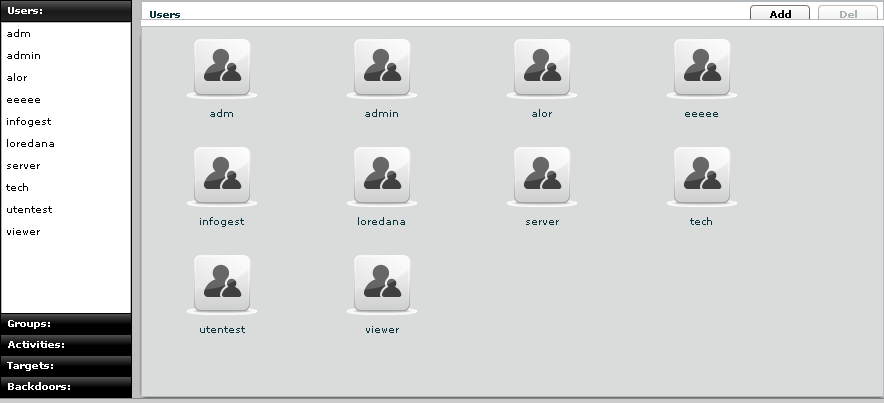 Users:
adm
admin
alor
eeeee
infogest
loredana
server
tech
utentest
viewer
Groups:
Activities:
Targets:
Backdoors:
Users
Add Del
adm admin alor eeeee
infogest loredana server tech
utentest viewer